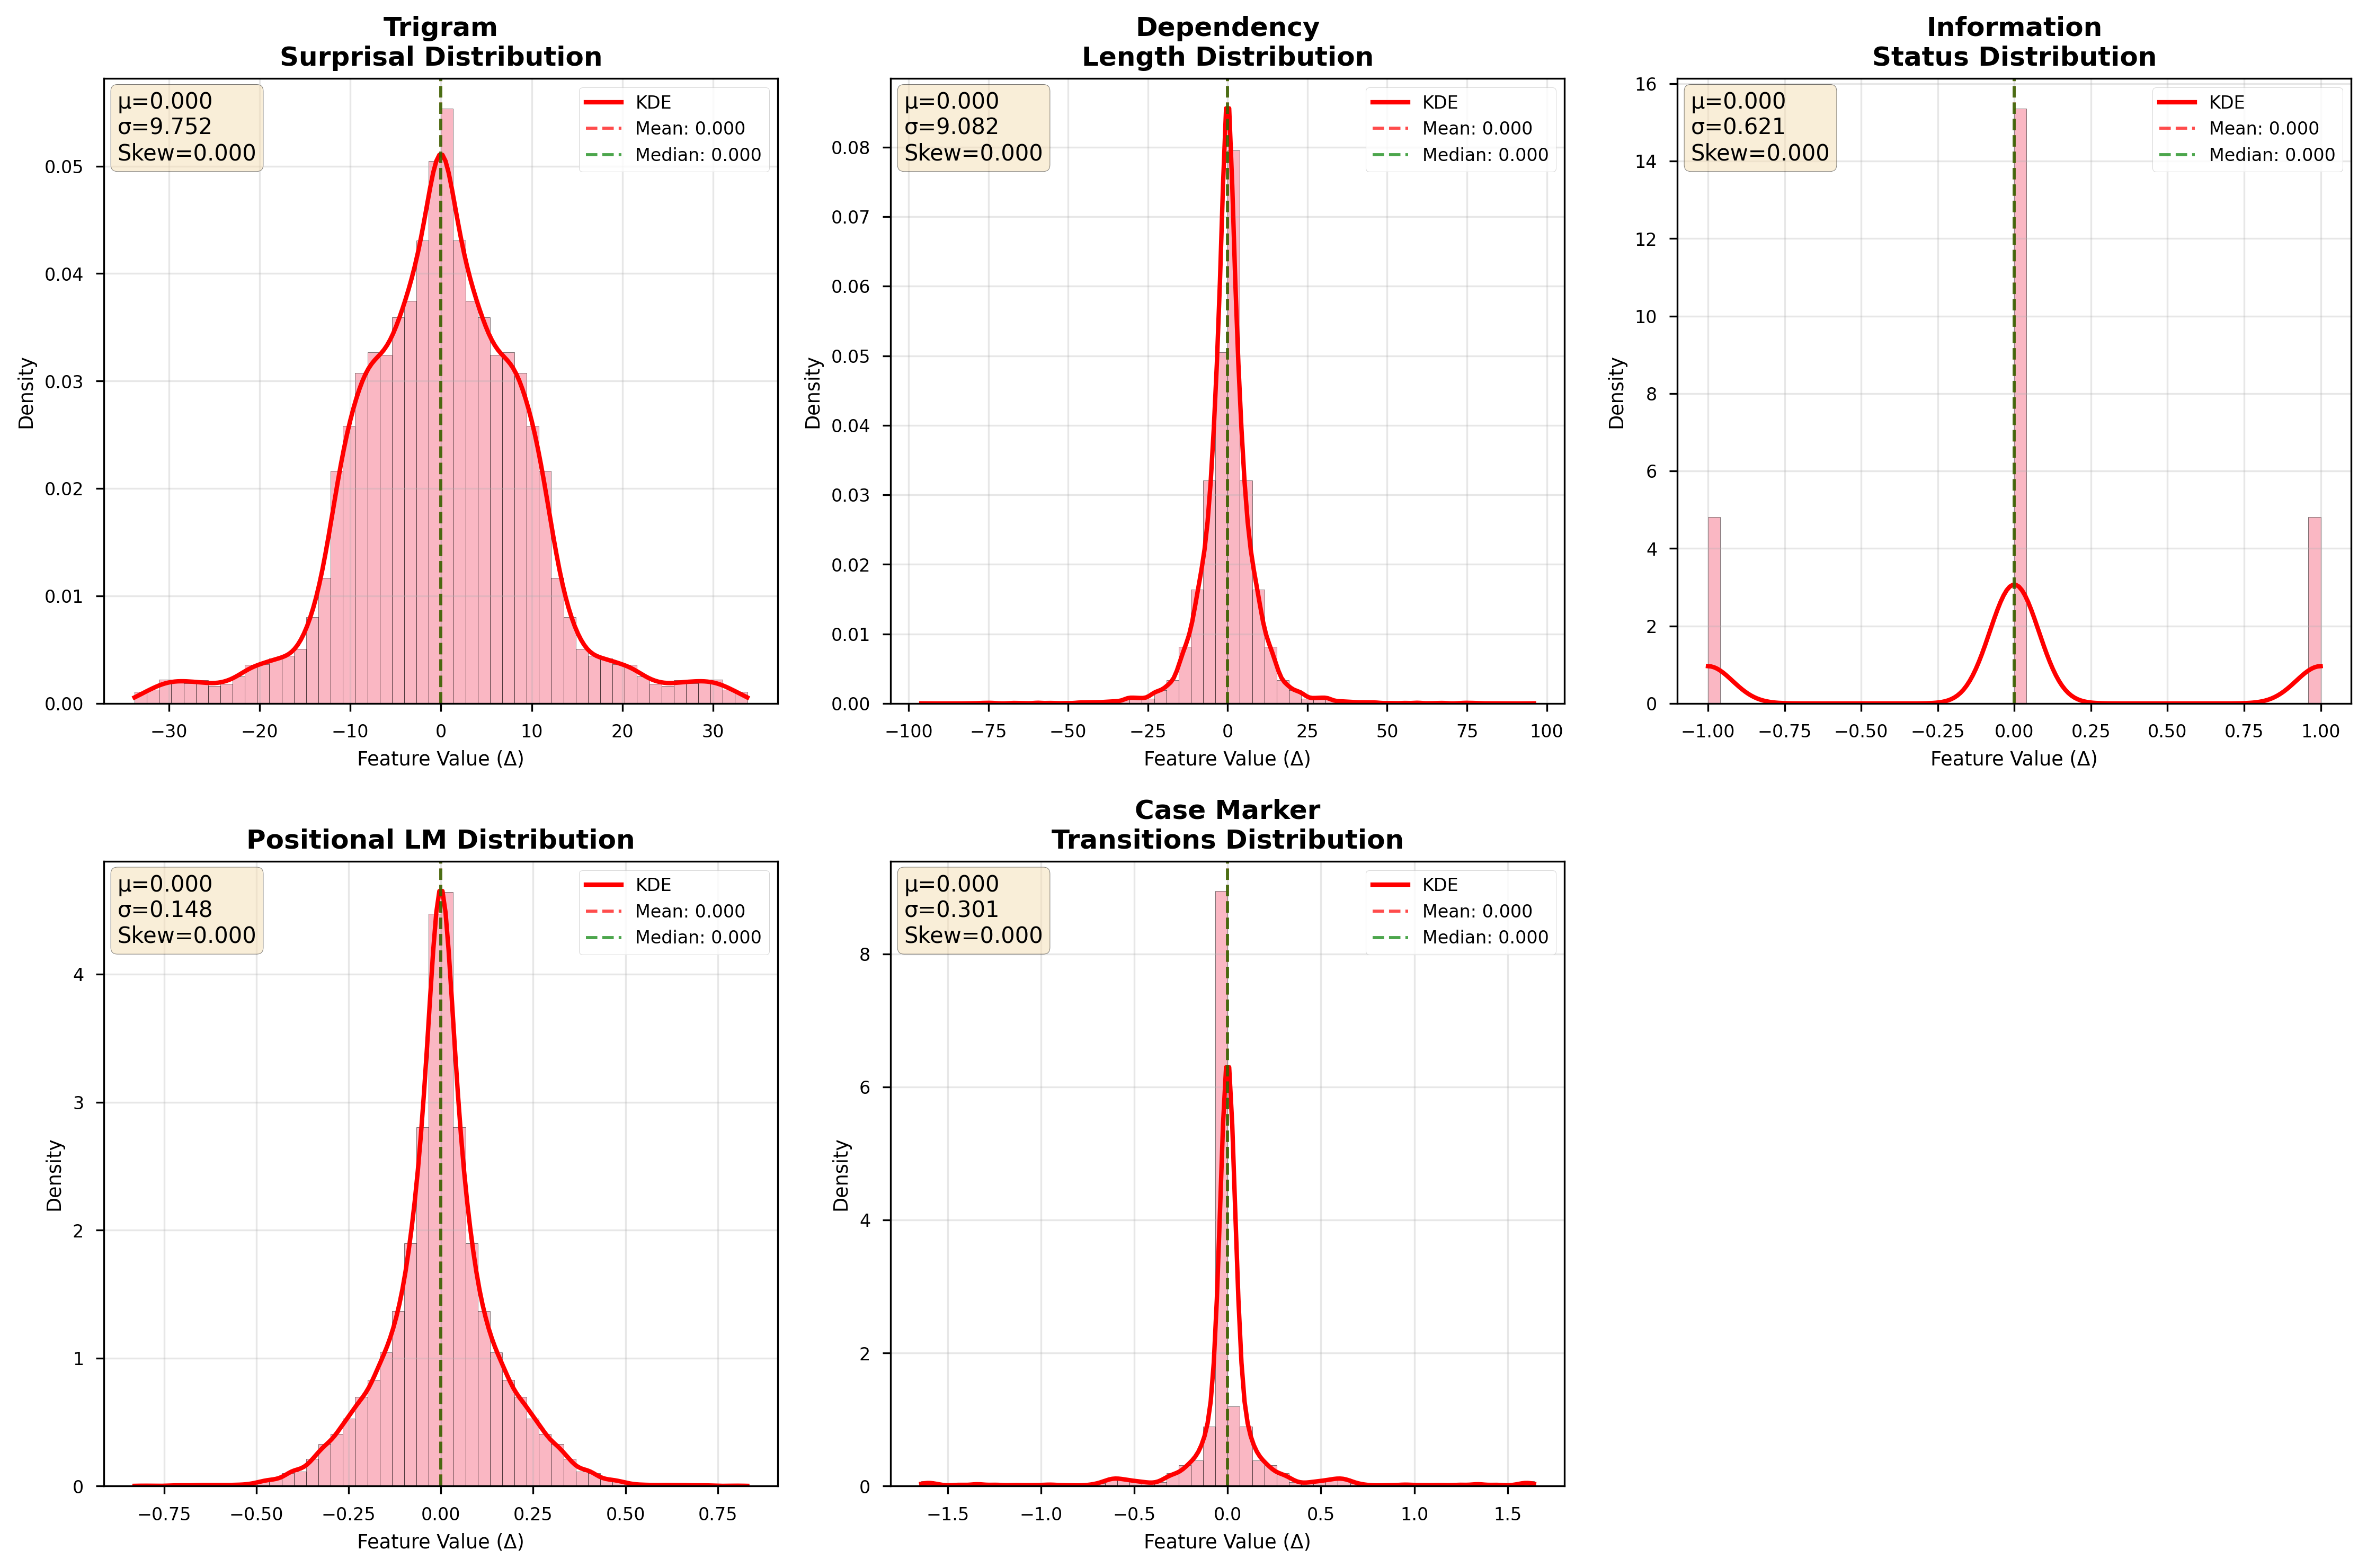 Trigram
Surprisal Distribution
μ=0.000
σ=9.752
Skew=0.000
KDE
Mean: 0.000
Median: 0.000
Density
0.05
0.04
0.03
0.02
0.01
0.00
−30 −20 −10 0 10 20 30
Feature Value (Δ)
Dependency
Length Distribution
μ=0.000
σ=9.082
Skew=0.000
KDE
Mean: 0.000
Median: 0.000
Density
0.08
0.07
0.06
0.05
0.04
0.03
0.02
0.01
0.00
−100 −75 −50 −25 0 25 50 75 100
Feature Value (Δ)
Information
Status Distribution
μ=0.000
σ=0.621
Skew=0.000
KDE
Mean: 0.000
Median: 0.000
Density
16
14
12
10
8
6
4
2
0
−1.00 −0.75 −0.50 −0.25 0.00 0.25 0.50 0.75 1.00
Feature Value (Δ)
Positional LM Distribution
μ=0.000
σ=0.148
Skew=0.000
KDE
Mean: 0.000
Median: 0.000
Density
4
3
2
1
0
−0.75 −0.50 −0.25 0.00 0.25 0.50 0.75
Feature Value (Δ)
Case Marker
Transitions Distribution
μ=0.000
σ=0.301
Skew=0.000
KDE
Mean: 0.000
Median: 0.000
Density
8
6
4
2
0
−1.5 −1.0 −0.5 0.0 0.5 1.0 1.5
Feature Value (Δ)